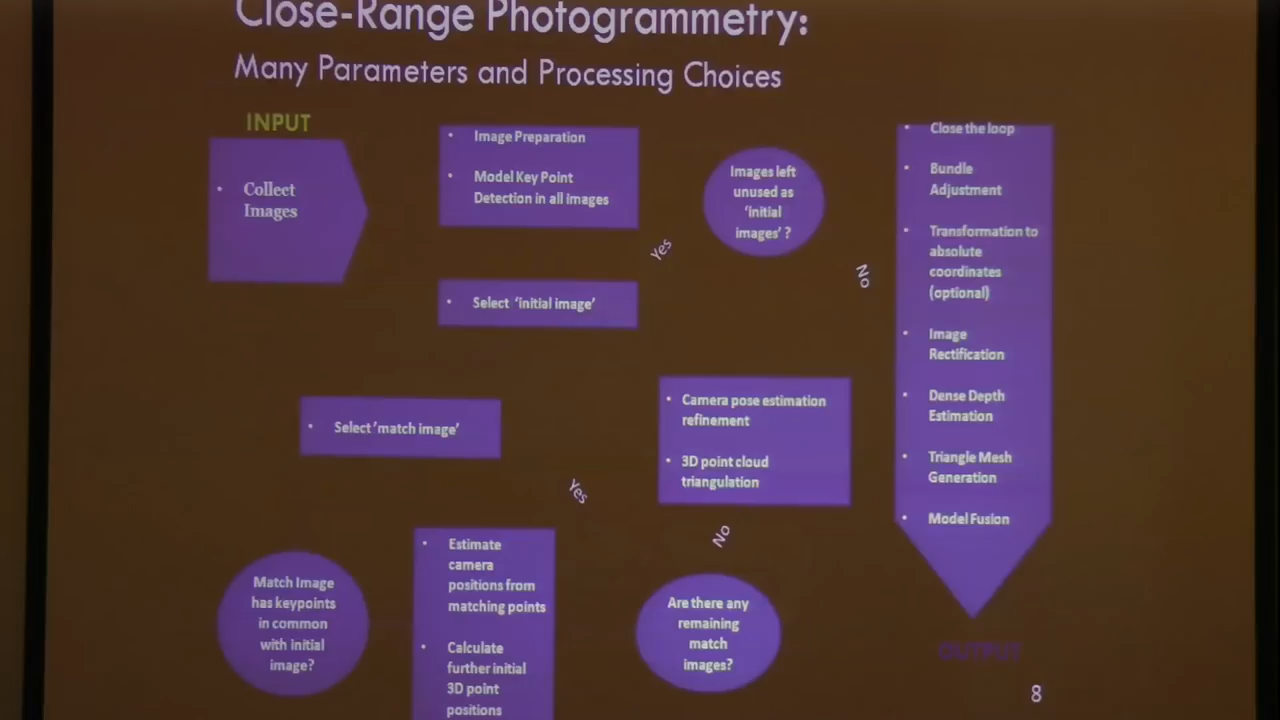 Close-Range Photogrammetry:
Many Parameters and Processing Choices
INPUT
• Collect
Images
• Image Preparation
• Model Key Point
Detection in all images
Images left
unused as
'initial
images' ?
Yes
No
• Select 'initial image'
• Select 'match image'
Yes
Match Image
has keypoints
in common
with initial
image?
• Estimate
camera
positions from
matching points
• Calculate
further initial
3D point
positions
• Camera pose estimation
refinement
• 3D point cloud
triangulation
No
Are there any
remaining
match
images?
• Close the loop
• Bundle
Adjustment
• Transformation to
absolute
coordinates
(optional)
• Image
Rectification
• Dense Depth
Estimation
• Triangle Mesh
Generation
• Model Fusion
OUTPUT
8